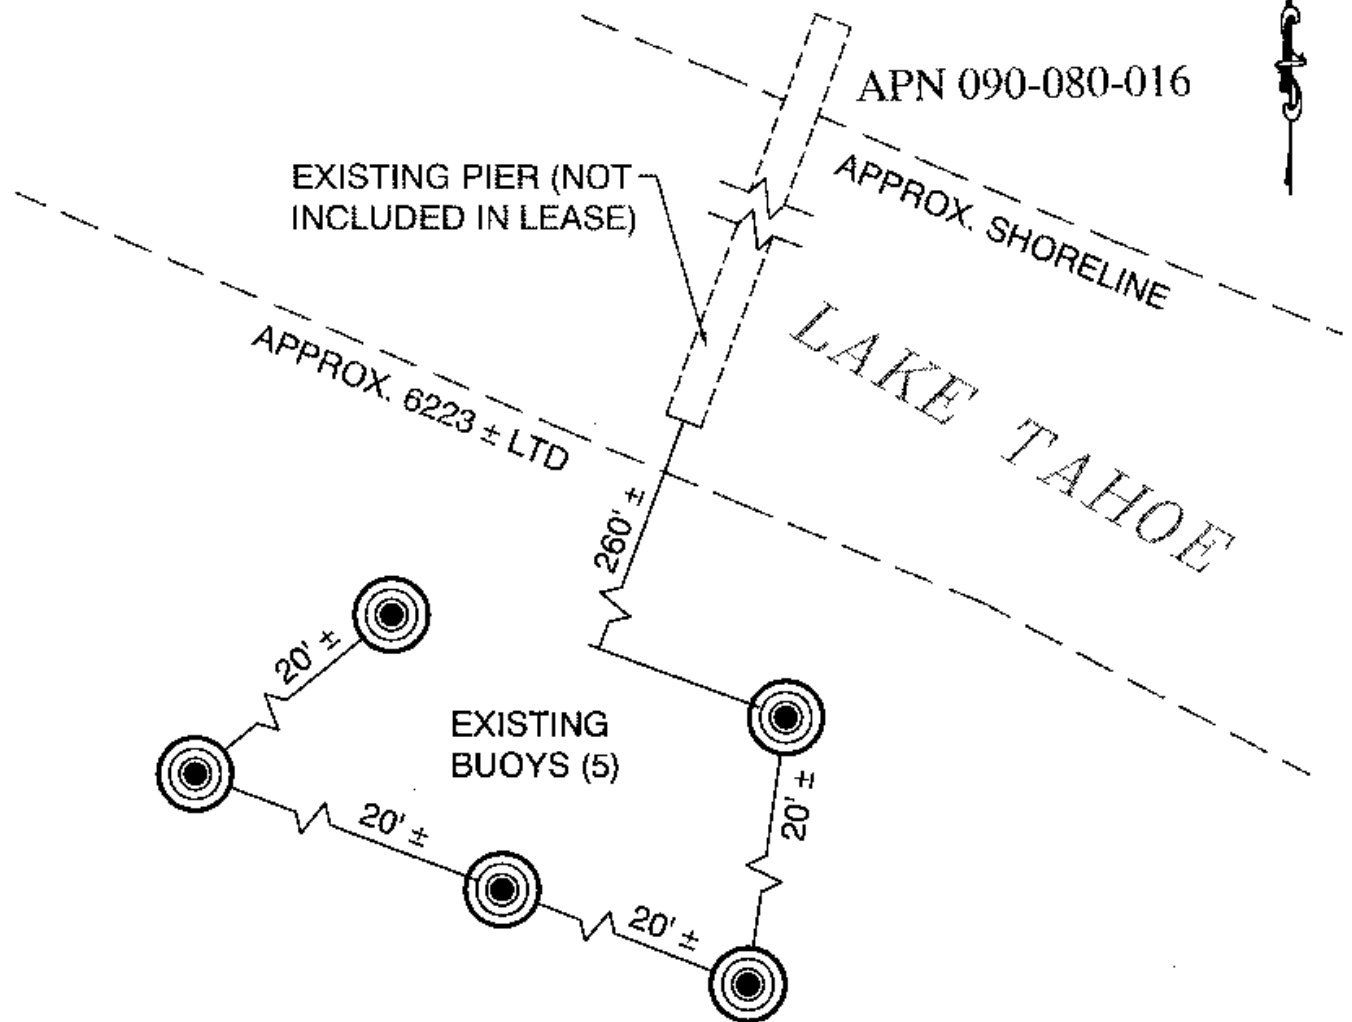 APN 090-080-016
EXISTING PIER (NOT
INCLUDED IN LEASE)
APPROX. SHORELINE
LAKE TAHOE
APPROX. 6223 ± LTD
260' ±
20' ±
EXISTING
BUOYS (5)
20' ±
20' ±
20' ±